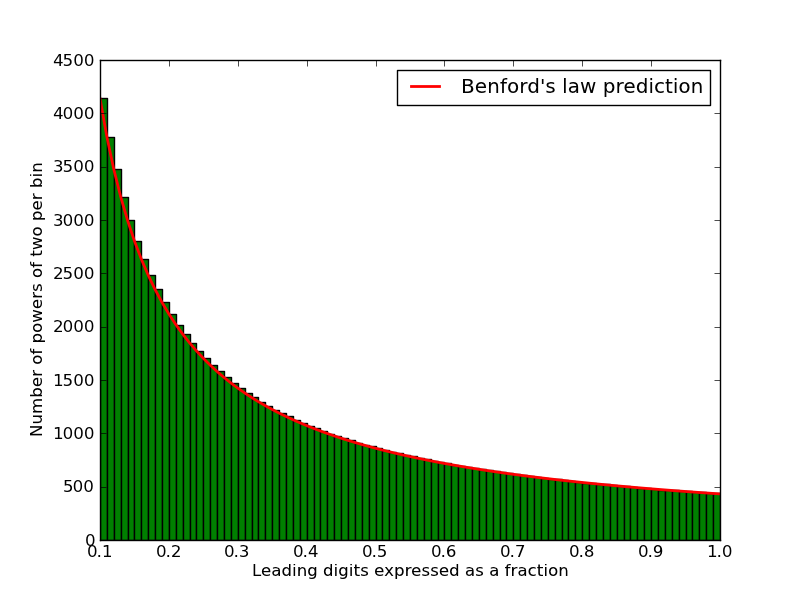 Benford's law prediction
Number of powers of two per bin
4500
4000
3500
3000
2500
2000
1500
1000
500
0
0.1 0.2 0.3 0.4 0.5 0.6 0.7 0.8 0.9 1.0
Leading digits expressed as a fraction